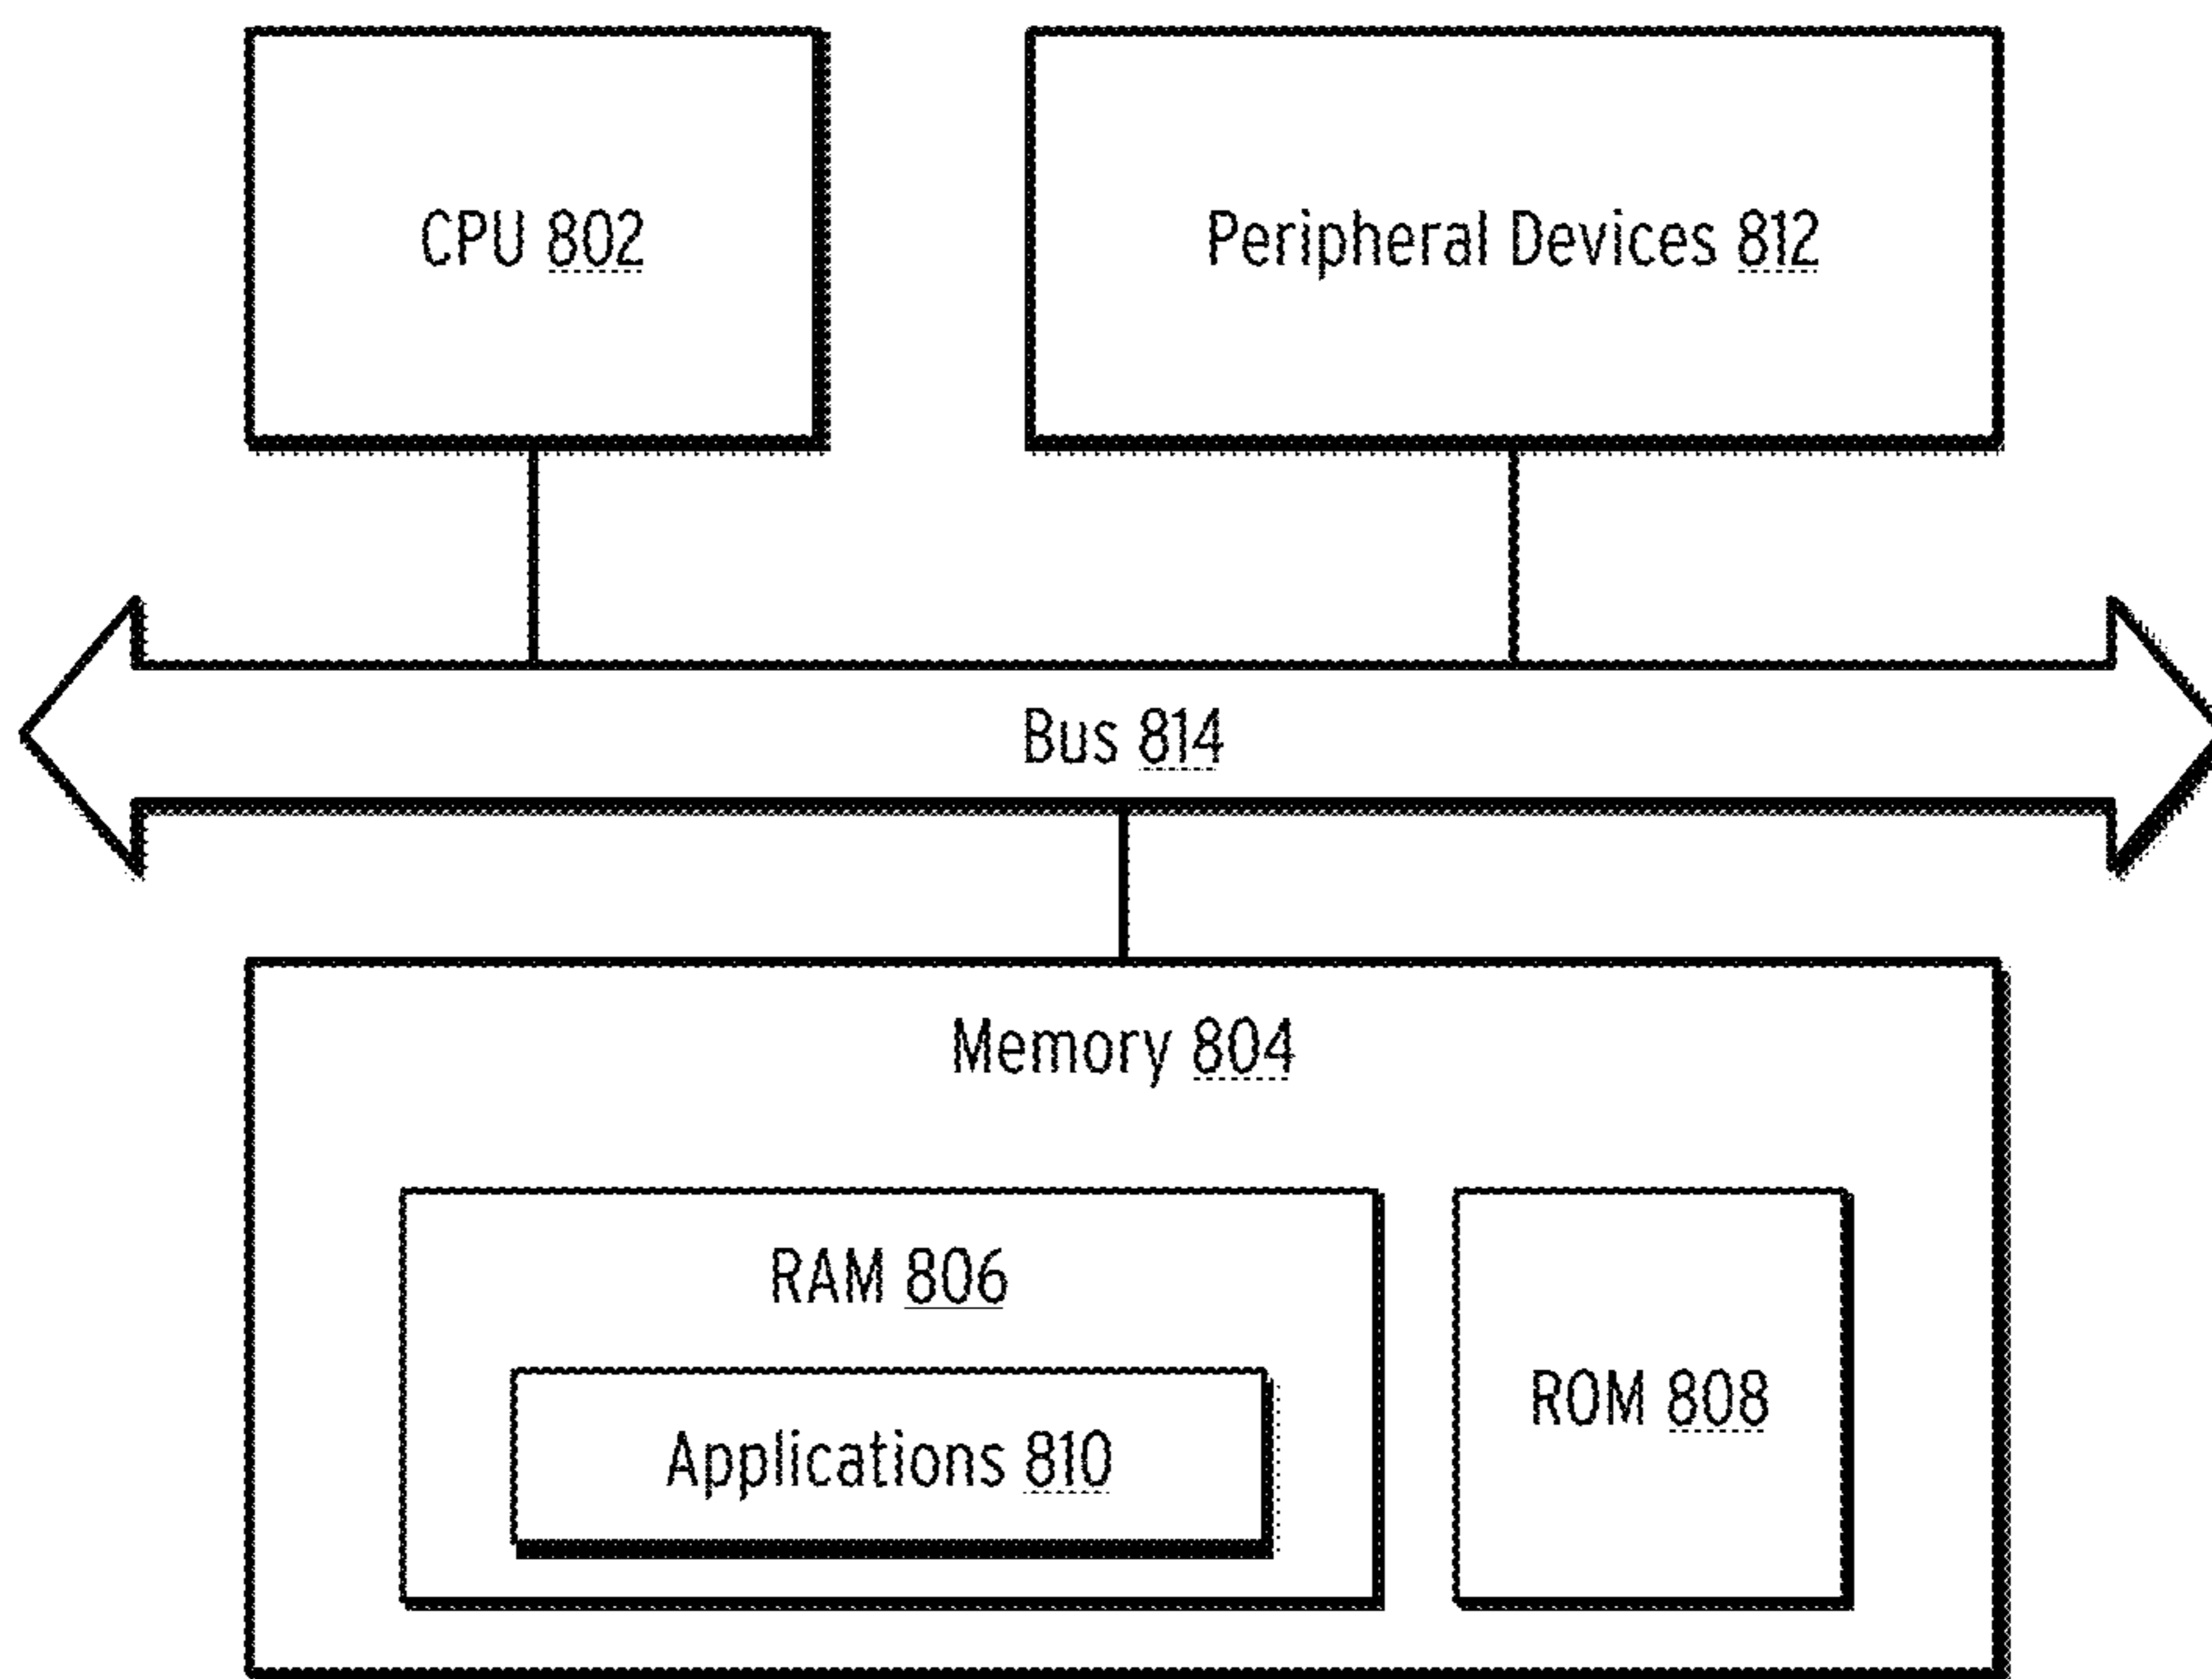 CPU 802
Peripheral Devices 812
Bus 814
Memory 804
RAM 806
Applications 810
ROM 808